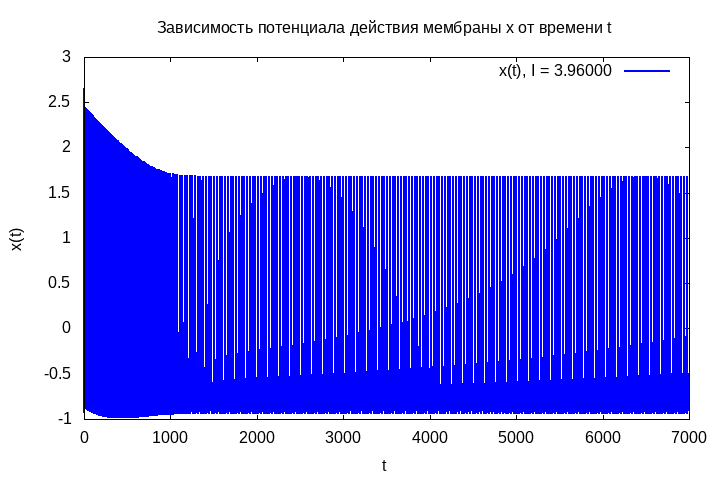 Зависимость потенциала действия мембраны x от времени t
x(t), I = 3.96000
3
2.5
2
1.5
1
0.5
0
-0.5
-1
x(t)
0 1000 2000 3000 4000 5000 6000 7000
t